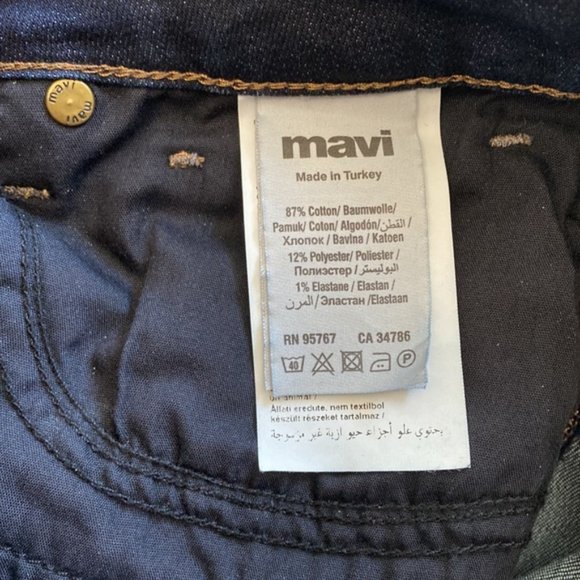 mavi
mavi
mavi
Made in Turkey
87% Cotton/ Baumwolle/
Pamuk/ Coton/ Algodón/القطن/
Хлопок/ Bavlna / Katoen
12% Polyester/ Poliester /
Полиэстер/ البوليستر/
1% Elastane/ Elastan /
المرن /Эластан /Elastaan
RN 95767 CA 34786
40 P
Állati eredute, nem textilbol
készült részeket tartalmaz /